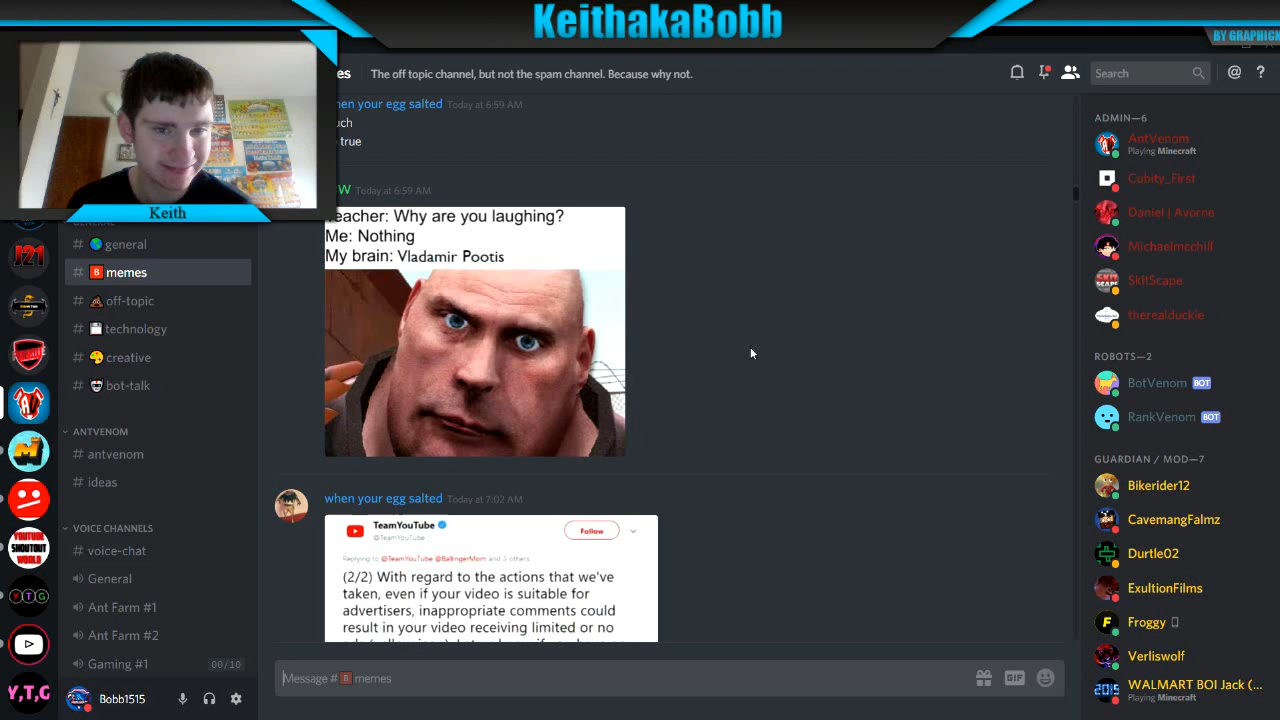 KeithakaBobb
BY GRAPHICK
Keith
The off topic channel, but not the spam channel. Because why not.
Search
en your egg salted Today at 6:59 AM
uch
true
W Today at 6:59 AM
eacher: Why are you laughing?
Me: Nothing
My brain: Vladamir Pootis
when your egg salted Today at 7:02 AM
TeamYouTube
@TeamYouTube
Follow
Replying to @TeamYouTube @BallingerMom and 3 others
(2/2) With regard to the actions that we've
taken, even if your video is suitable for
advertisers, inappropriate comments could
result in your video receiving limited or no
Message #🅱memes
GIF
# general
# B memes
# off-topic
# technology
# creative
# bot-talk
ANTVENOM
# antvenom
# ideas
VOICE CHANNELS
# voice-chat
General
Ant Farm #1
Ant Farm #2
Gaming #1 00/10
Bobb1515
J21
YOUTUBE
SHOUTOUT
WORLD
YTG
Y,T,G
ADMIN—6
AntVenom
Playing Minecraft
Cubity_First
Daniel | Avorne
Michaelmcchill
SkitScape
therealduckie
ROBOTS—2
BotVenom BOT
RankVenom BOT
GUARDIAN / MOD—7
Bikerider12
CavemangFalmz
Durtle02
ExultionFilms
Froggy
Verliswolf
WALMART BOI Jack (...
Playing Minecraft